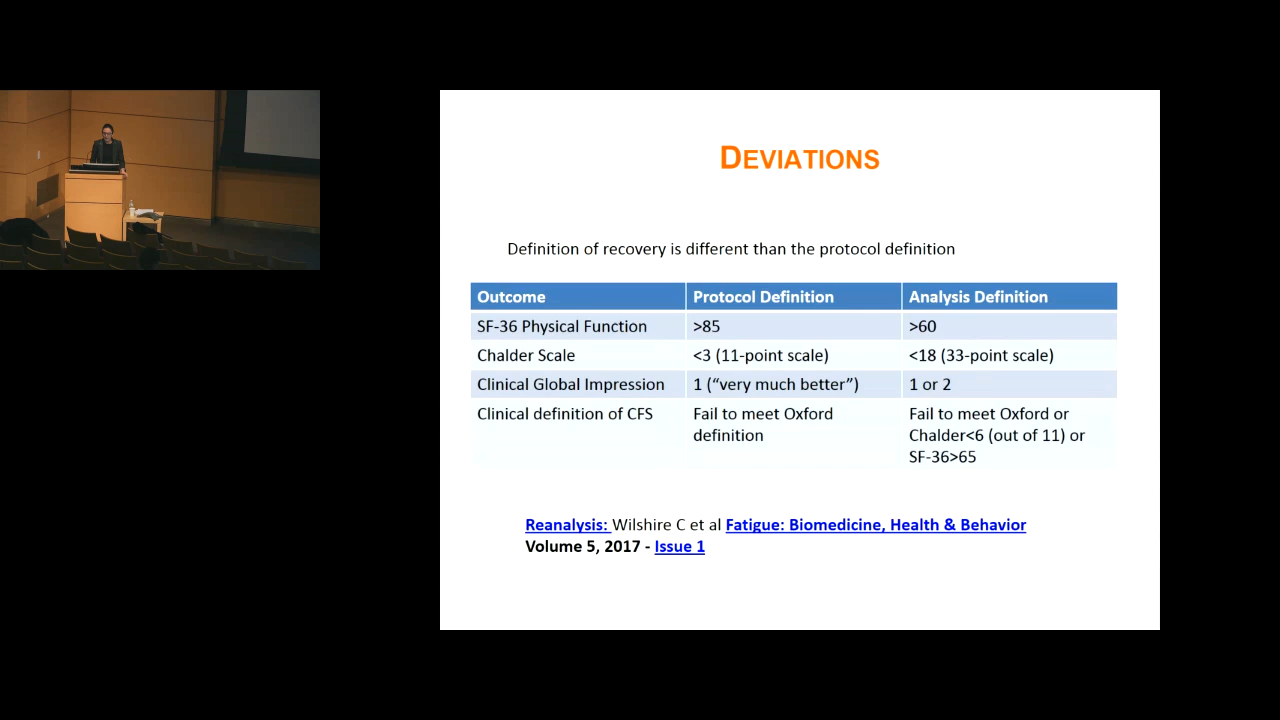 DEVIATIONS
Definition of recovery is different than the protocol definition
Outcome Protocol Definition Analysis Definition
SF-36 Physical Function >85 >60
Chalder Scale <3 (11-point scale) <18 (33-point scale)
Clinical Global Impression 1 (“very much better”) 1 or 2
Clinical definition of CFS Fail to meet Oxford Fail to meet Oxford or
definition Chalder<6 (out of 11) or
SF-36>65
Reanalysis: Wilshire C et al Fatigue: Biomedicine, Health & Behavior
Volume 5, 2017 - Issue 1